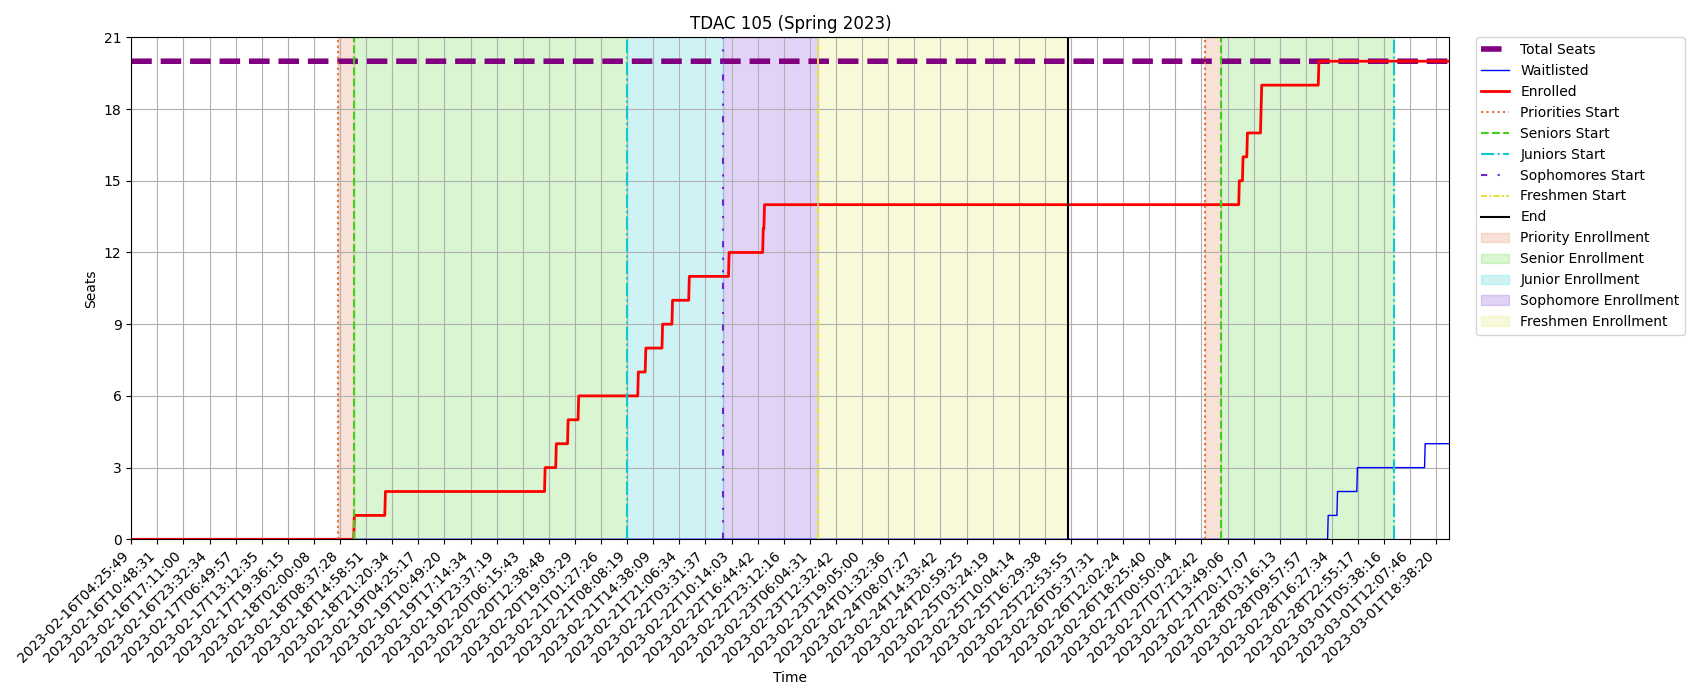 TDAC 105 (Spring 2023)
Seats
21
18
15
12
9
6
3
0
2023-02-16T04:25:49
2023-02-16T10:48:31
2023-02-16T17:11:00
2023-02-16T23:32:34
2023-02-17T06:49:57
2023-02-17T13:12:35
2023-02-17T19:36:15
2023-02-18T02:00:08
2023-02-18T08:37:28
2023-02-18T14:58:51
2023-02-18T21:20:34
2023-02-19T04:25:17
2023-02-19T10:49:20
2023-02-19T17:14:34
2023-02-19T23:37:19
2023-02-20T06:15:43
2023-02-20T12:38:48
2023-02-20T19:03:29
2023-02-21T01:27:26
2023-02-21T08:08:19
2023-02-21T14:38:09
2023-02-21T21:06:34
2023-02-22T03:31:37
2023-02-22T10:14:03
2023-02-22T16:44:42
2023-02-22T23:12:16
2023-02-23T06:04:31
2023-02-23T12:32:42
2023-02-23T19:05:00
2023-02-24T01:32:36
2023-02-24T08:07:27
2023-02-24T14:33:42
2023-02-24T20:59:25
2023-02-25T03:24:19
2023-02-25T10:04:14
2023-02-25T16:29:38
2023-02-25T22:53:55
2023-02-26T05:37:31
2023-02-26T12:02:24
2023-02-26T18:25:40
2023-02-27T00:50:04
2023-02-27T07:22:42
2023-02-27T13:49:06
2023-02-27T20:17:07
2023-02-28T03:16:13
2023-02-28T09:57:57
2023-02-28T16:27:34
2023-02-28T22:55:17
2023-03-01T05:38:16
2023-03-01T12:07:46
2023-03-01T18:38:20
Time
Total Seats
Waitlisted
Enrolled
Priorities Start
Seniors Start
Juniors Start
Sophomores Start
Freshmen Start
End
Priority Enrollment
Senior Enrollment
Junior Enrollment
Sophomore Enrollment
Freshmen Enrollment